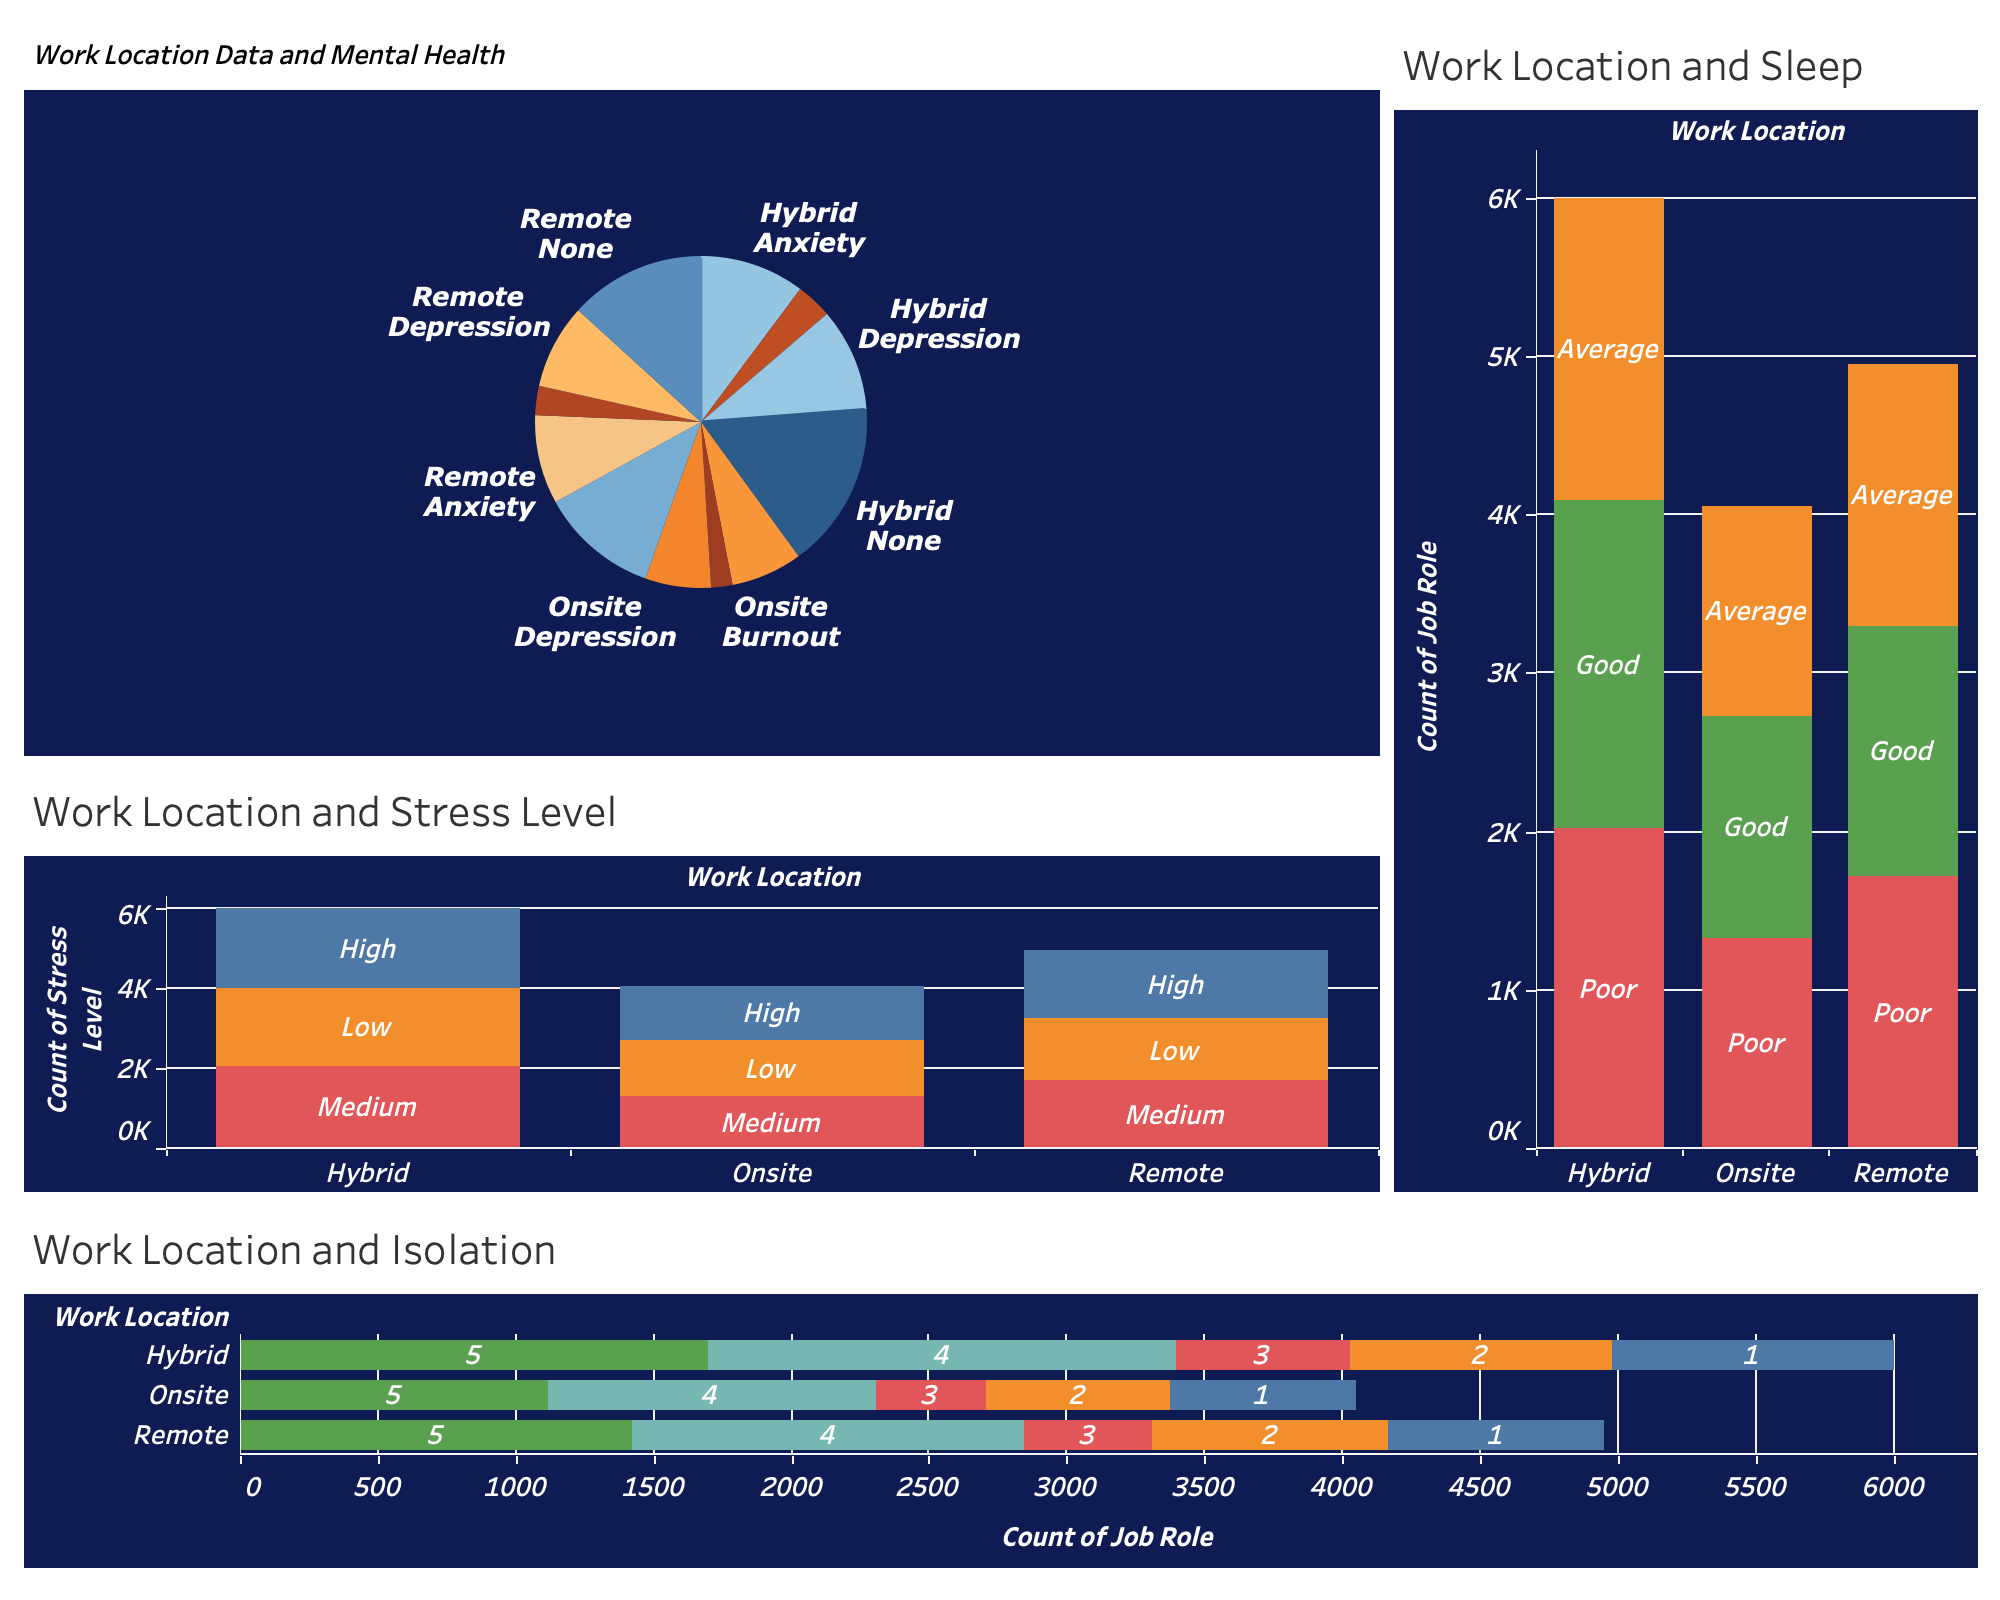 Work Location Data and Mental Health
Remote
None
Hybrid
Anxiety
Remote
Depression
Hybrid
Depression
Remote
Anxiety
Hybrid
None
Onsite
Depression
Onsite
Burnout
Work Location and Stress Level
Work Location
Count of Stress
Level
6K
4K
2K
0K
High
Low
Medium
High
Low
Medium
High
Low
Medium
Hybrid
Onsite
Remote
Work Location and Sleep
Work Location
Count of Job Role
6K
5K
4K
3K
2K
1K
0K
Average
Good
Poor
Average
Good
Poor
Average
Good
Poor
Hybrid
Onsite
Remote
Work Location and Isolation
Work Location
Hybrid 5 4 3 2 1
Onsite 5 4 3 2 1
Remote 5 4 3 2 1
0 500 1000 1500 2000 2500 3000 3500 4000 4500 5000 5500 6000
Count of Job Role